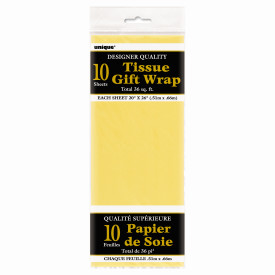 unique®
DESIGNER QUALITY
10 Sheets
Tissue
Gift Wrap
Total 36 sq. ft.
EACH SHEET 20" X 26" (.51m x .66m)
QUALITÉ SUPÉRIEURE
10 Feuilles
Papier
de Soie
Total de 36 pi²
CHAQUE FEUILLE .51m x .66m